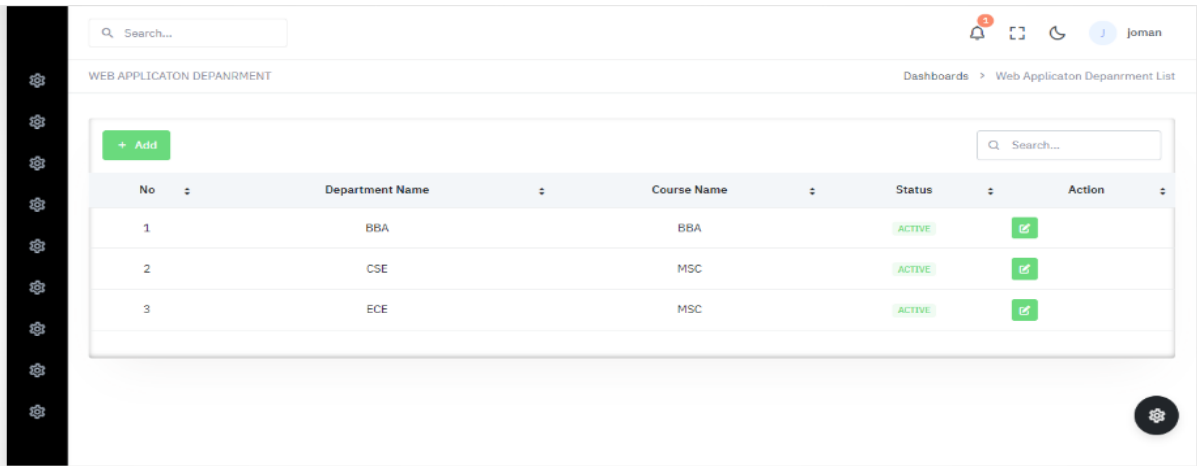 Search...
1
J joman
WEB APPLICATON DEPANRMENT
Dashboards > Web Applicaton Depanrment List
+ Add
Search...
No Department Name Course Name Status Action
1 BBA BBA ACTIVE
2 CSE MSC ACTIVE
3 ECE MSC ACTIVE